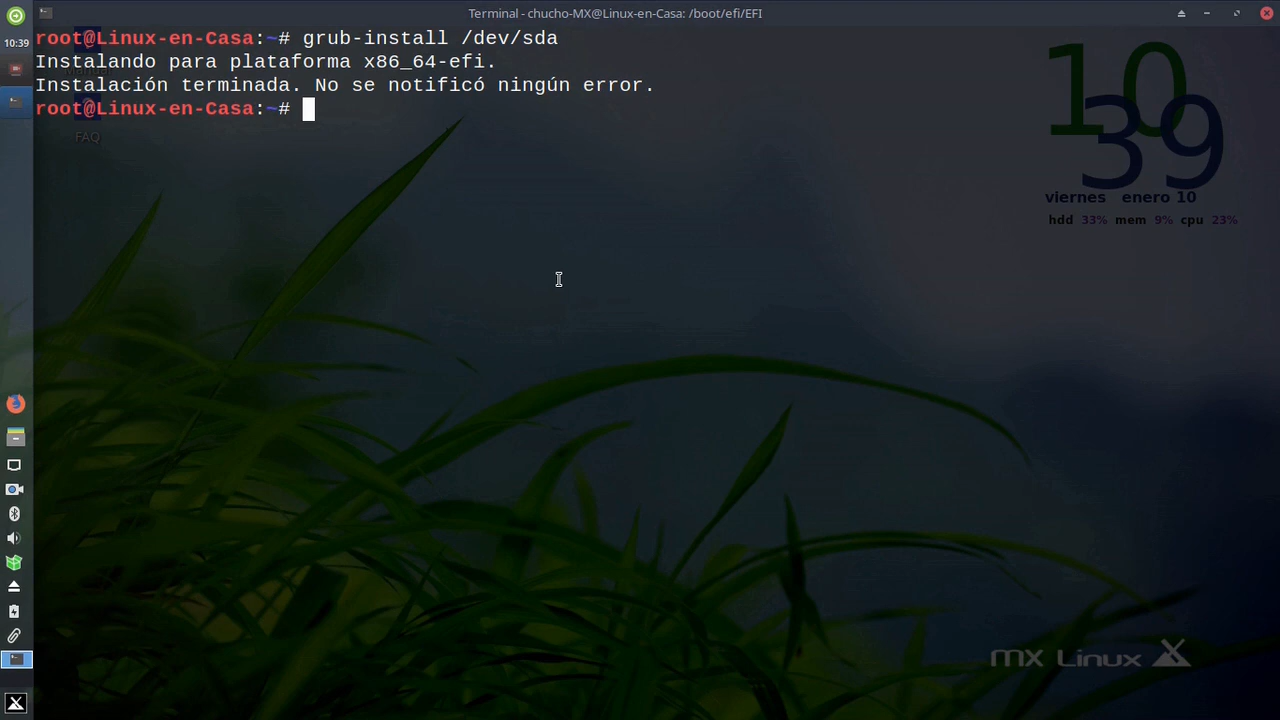 Terminal - chucho-MX@Linux-en-Casa: /boot/efi/EFI
10:39
root@Linux-en-Casa:~# grub-install /dev/sda
Instalando para plataforma x86_64-efi.
Instalación terminada. No se notificó ningún error.
root@Linux-en-Casa:~#
FAQ
10
39
viernes enero 10
hdd 33% mem 9% cpu 23%
MX Linux